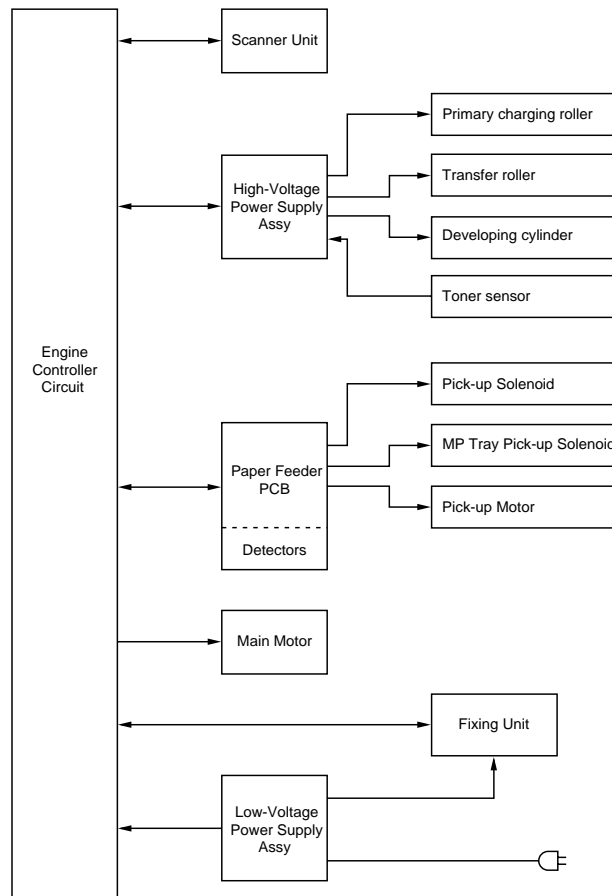 Scanner Unit
Primary charging roller
High-Voltage
Power Supply
Assy
Transfer roller
Developing cylinder
Toner sensor
Engine
Controller
Circuit
Pick-up Solenoid
Paper Feeder
PCB
MP Tray Pick-up Solenoid
Pick-up Motor
Detectors
Main Motor
Fixing Unit
Low-Voltage
Power Supply
Assy